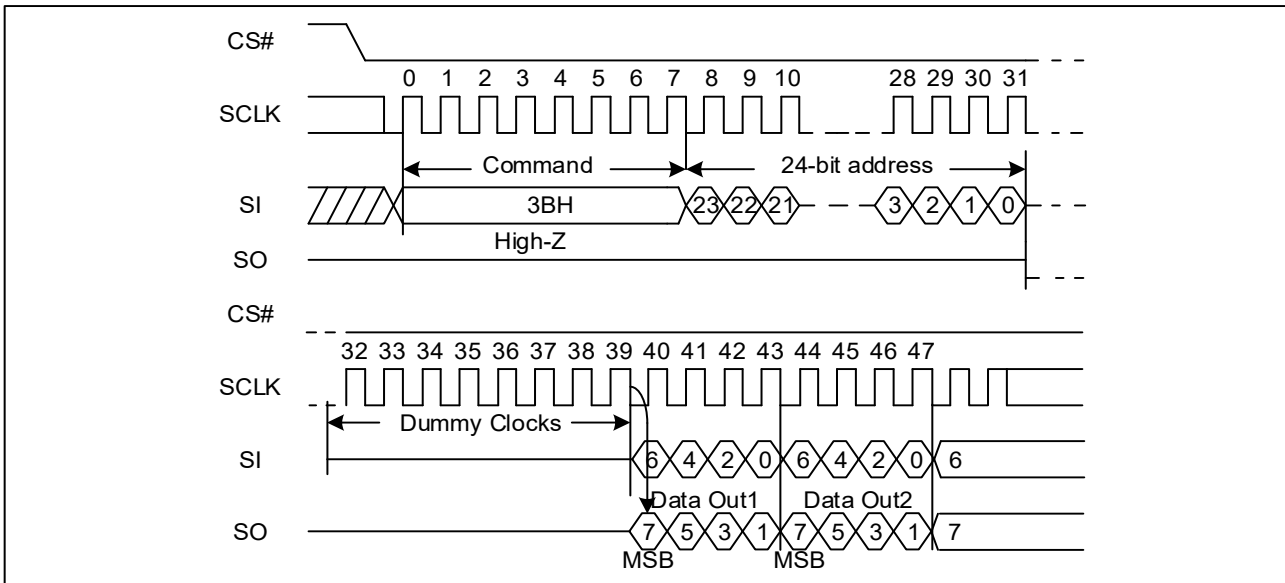 CS#
0 1 2 3 4 5 6 7 8 9 10 28 29 30 31
SCLK
Command 24-bit address
SI 3BH 23 22 21 3 2 1 0
High-Z
SO
CS#
32 33 34 35 36 37 38 39 40 41 42 43 44 45 46 47
SCLK
Dummy Clocks
SI 6 4 2 0 6 4 2 0 6
Data Out1 Data Out2
SO 7 5 3 1 7 5 3 1 7
MSB MSB